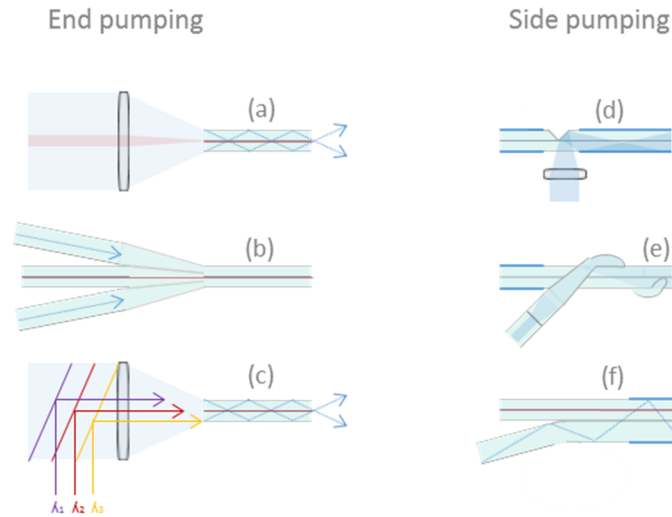 End pumping
Side pumping
(a)
(d)
(b)
(e)
(c)
(f)
λ₁ λ₂ λ₃